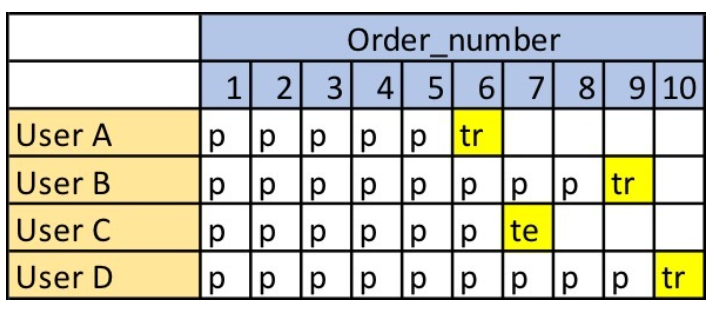 Order_number
1 2 3 4 5 6 7 8 9 10
User A p p p p p tr
User B p p p p p p p p tr
User C p p p p p p te
User D p p p p p p p p p tr